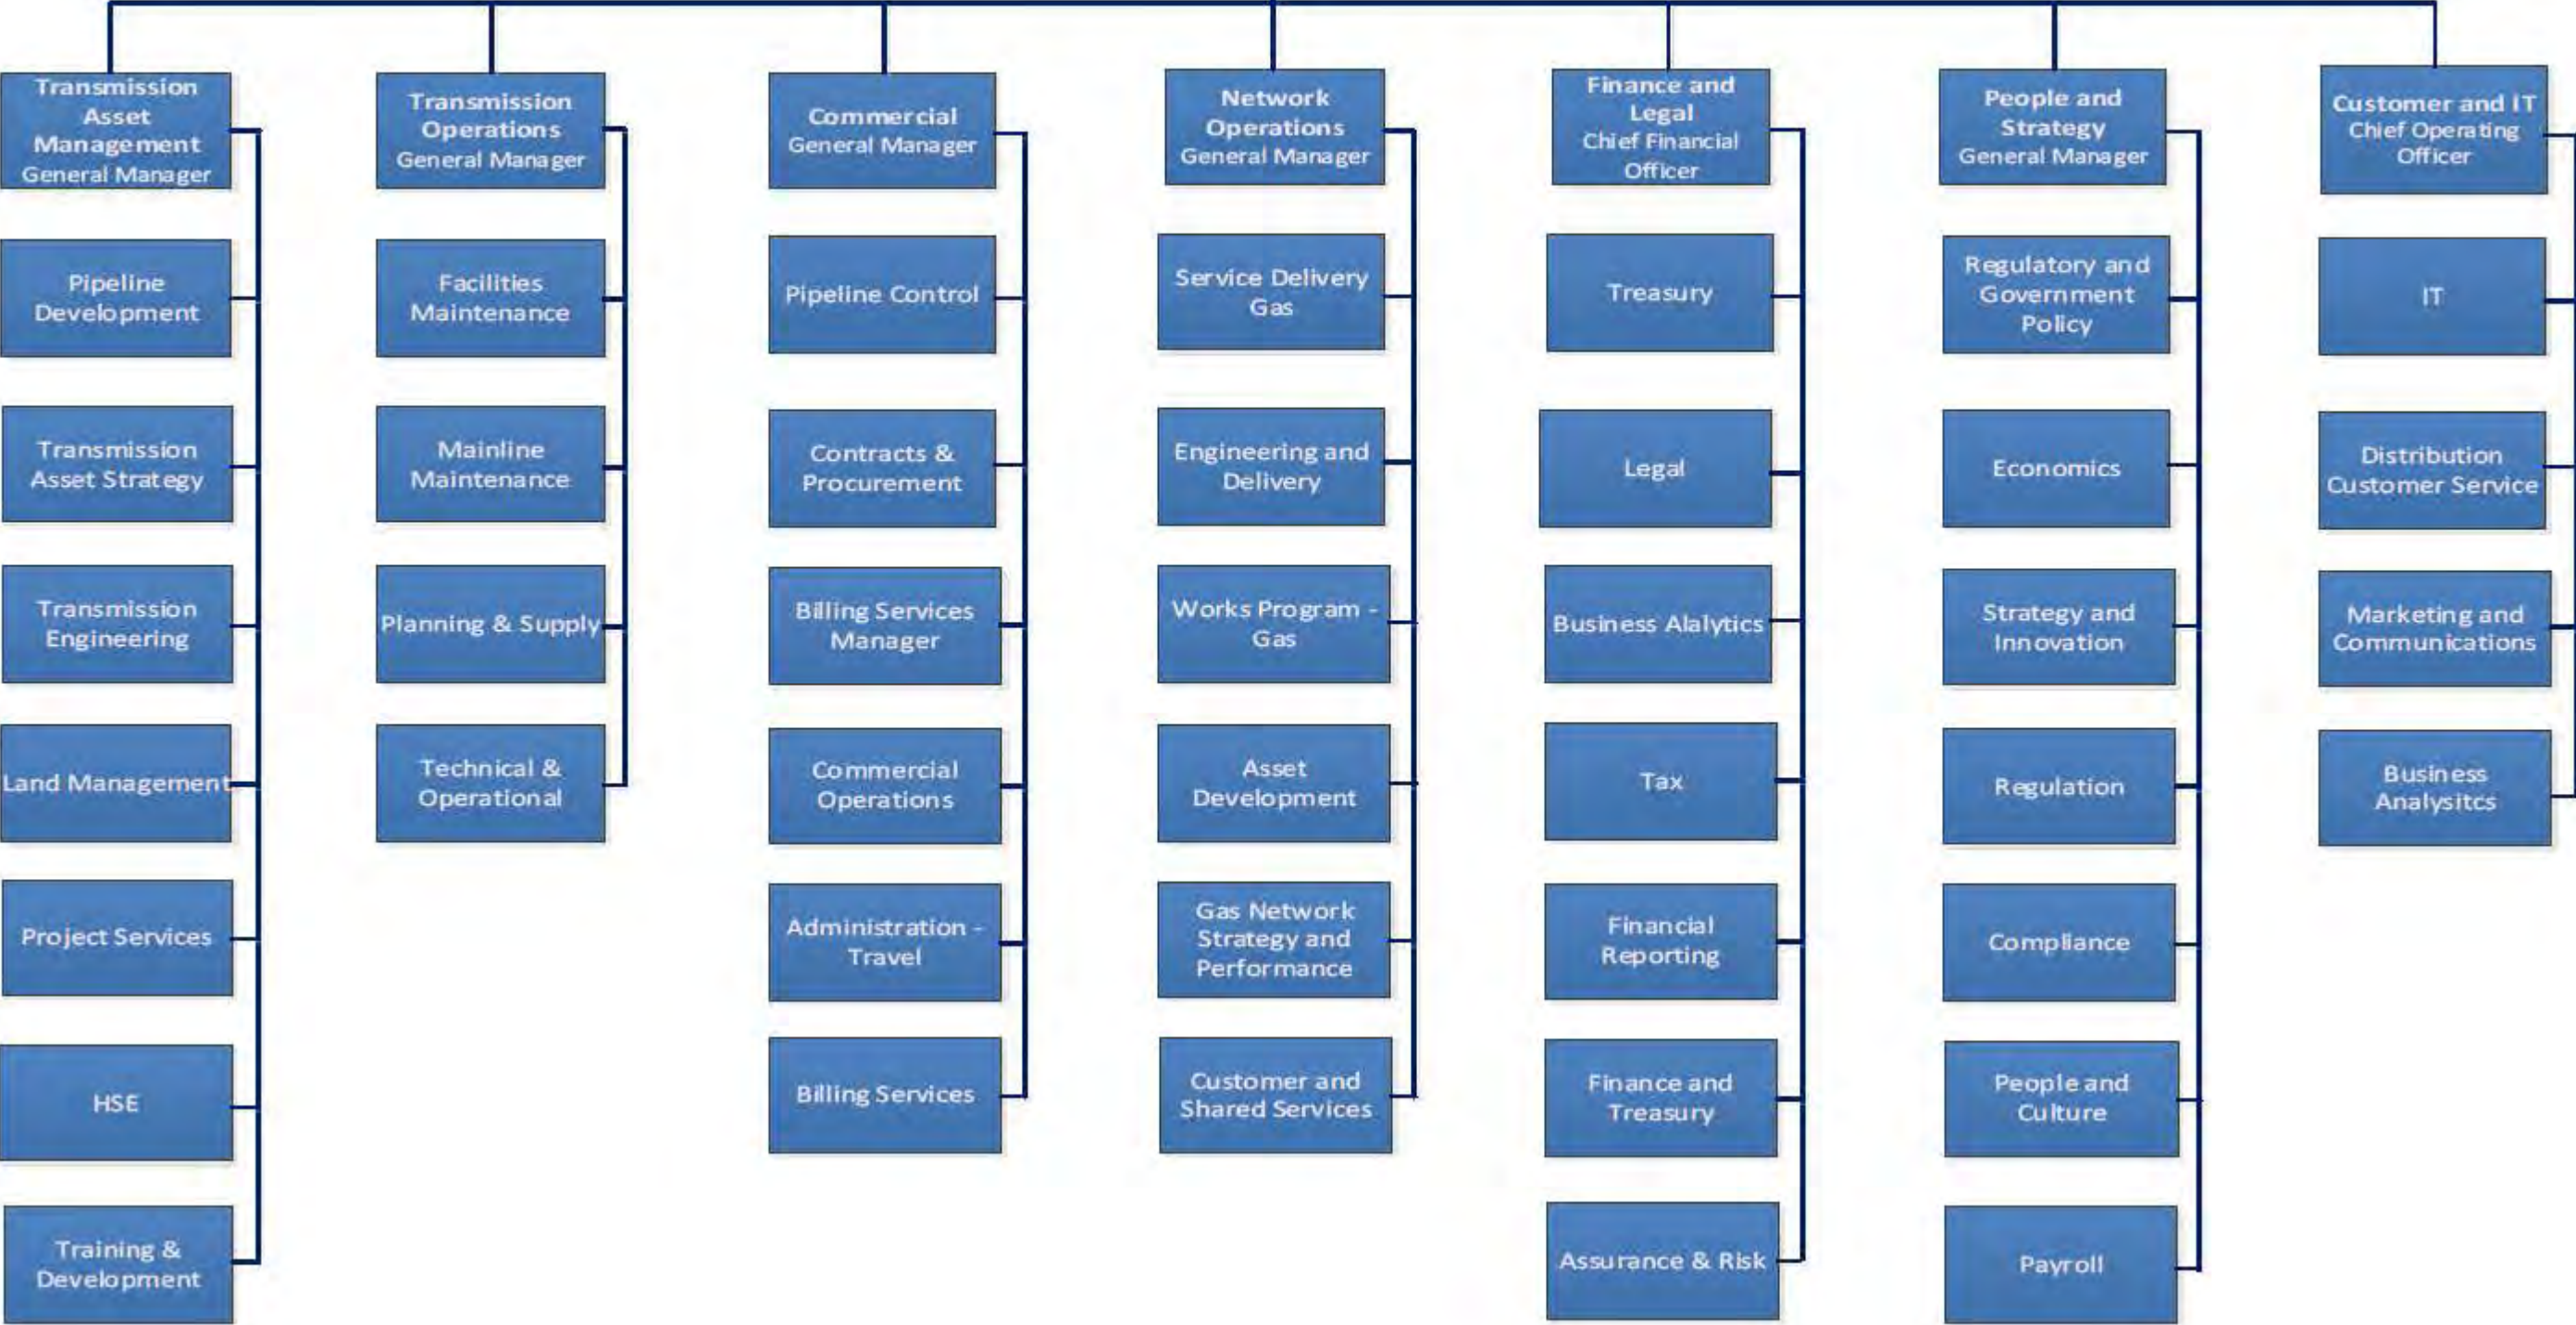 Transmission
Asset
Management
General Manager
Pipeline
Development
Transmission
Asset Strategy
Transmission
Engineering
Land Management
Project Services
HSE
Training &
Development
Transmission
Operations
General Manager
Facilities
Maintenance
Mainline
Maintenance
Planning & Supply
Technical &
Operational
Commercial
General Manager
Pipeline Control
Contracts &
Procurement
Billing Services
Manager
Commercial
Operations
Administration -
Travel
Billing Services
Network
Operations
General Manager
Service Delivery
Gas
Engineering and
Delivery
Works Program -
Gas
Asset
Development
Gas Network
Strategy and
Performance
Customer and
Shared Services
Finance and
Legal
Chief Financial
Officer
Treasury
Legal
Business Alalytics
Tax
Financial
Reporting
Finance and
Treasury
Assurance & Risk
People and
Strategy
General Manager
Regulatory and
Government
Policy
Economics
Strategy and
Innovation
Regulation
Compliance
People and
Culture
Payroll
Customer and IT
Chief Operating
Officer
IT
Distribution
Customer Service
Marketing and
Communications
Business
Analysitcs